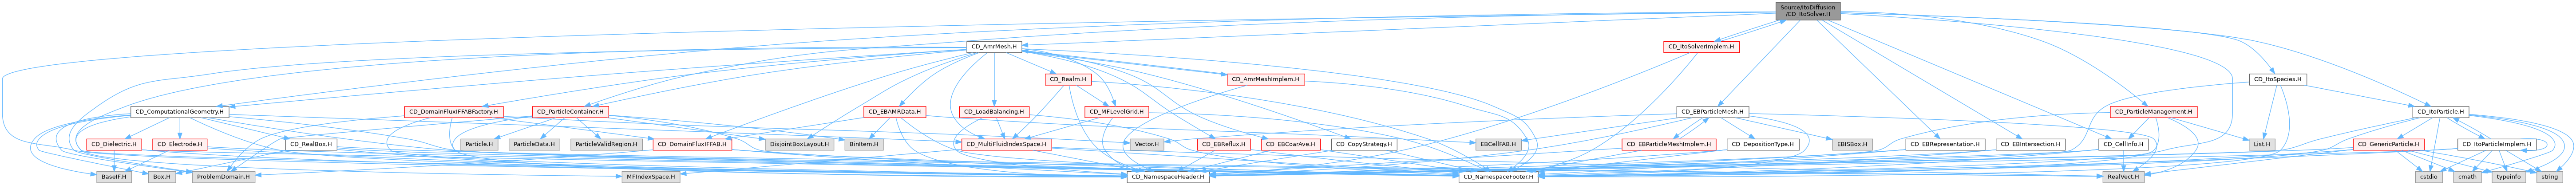 Source/ItoDiffusion
/CD_ItoSolver.H
CD_AmrMesh.H
CD_ItoSolverImplem.H
CD_Realm.H
CD_AmrMeshImplem.H
CD_ItoSpecies.H
CD_ComputationalGeometry.H
CD_DomainFluxIFFABFactory.H
CD_ParticleContainer.H
CD_EBAMRData.H
CD_LoadBalancing.H
CD_MFLevelGrid.H
CD_EBParticleMesh.H
CD_ParticleManagement.H
CD_ItoParticle.H
CD_Dielectric.H
CD_Electrode.H
CD_RealBox.H
Particle.H
ParticleData.H
ParticleValidRegion.H
CD_DomainFluxIFFAB.H
DisjointBoxLayout.H
BinItem.H
CD_MultiFluidIndexSpace.H
Vector.H
CD_EBReflux.H
CD_EBCoarAve.H
CD_CopyStrategy.H
EBCellFAB.H
CD_EBParticleMeshImplem.H
CD_DepositionType.H
EBISBox.H
CD_EBRepresentation.H
CD_EBIntersection.H
CD_CellInfo.H
List.H
CD_GenericParticle.H
CD_ItoParticleImplem.H
BaseIF.H
Box.H
ProblemDomain.H
MFIndexSpace.H
CD_NamespaceHeader.H
CD_NamespaceFooter.H
RealVect.H
cstdio
cmath
typeinfo
string